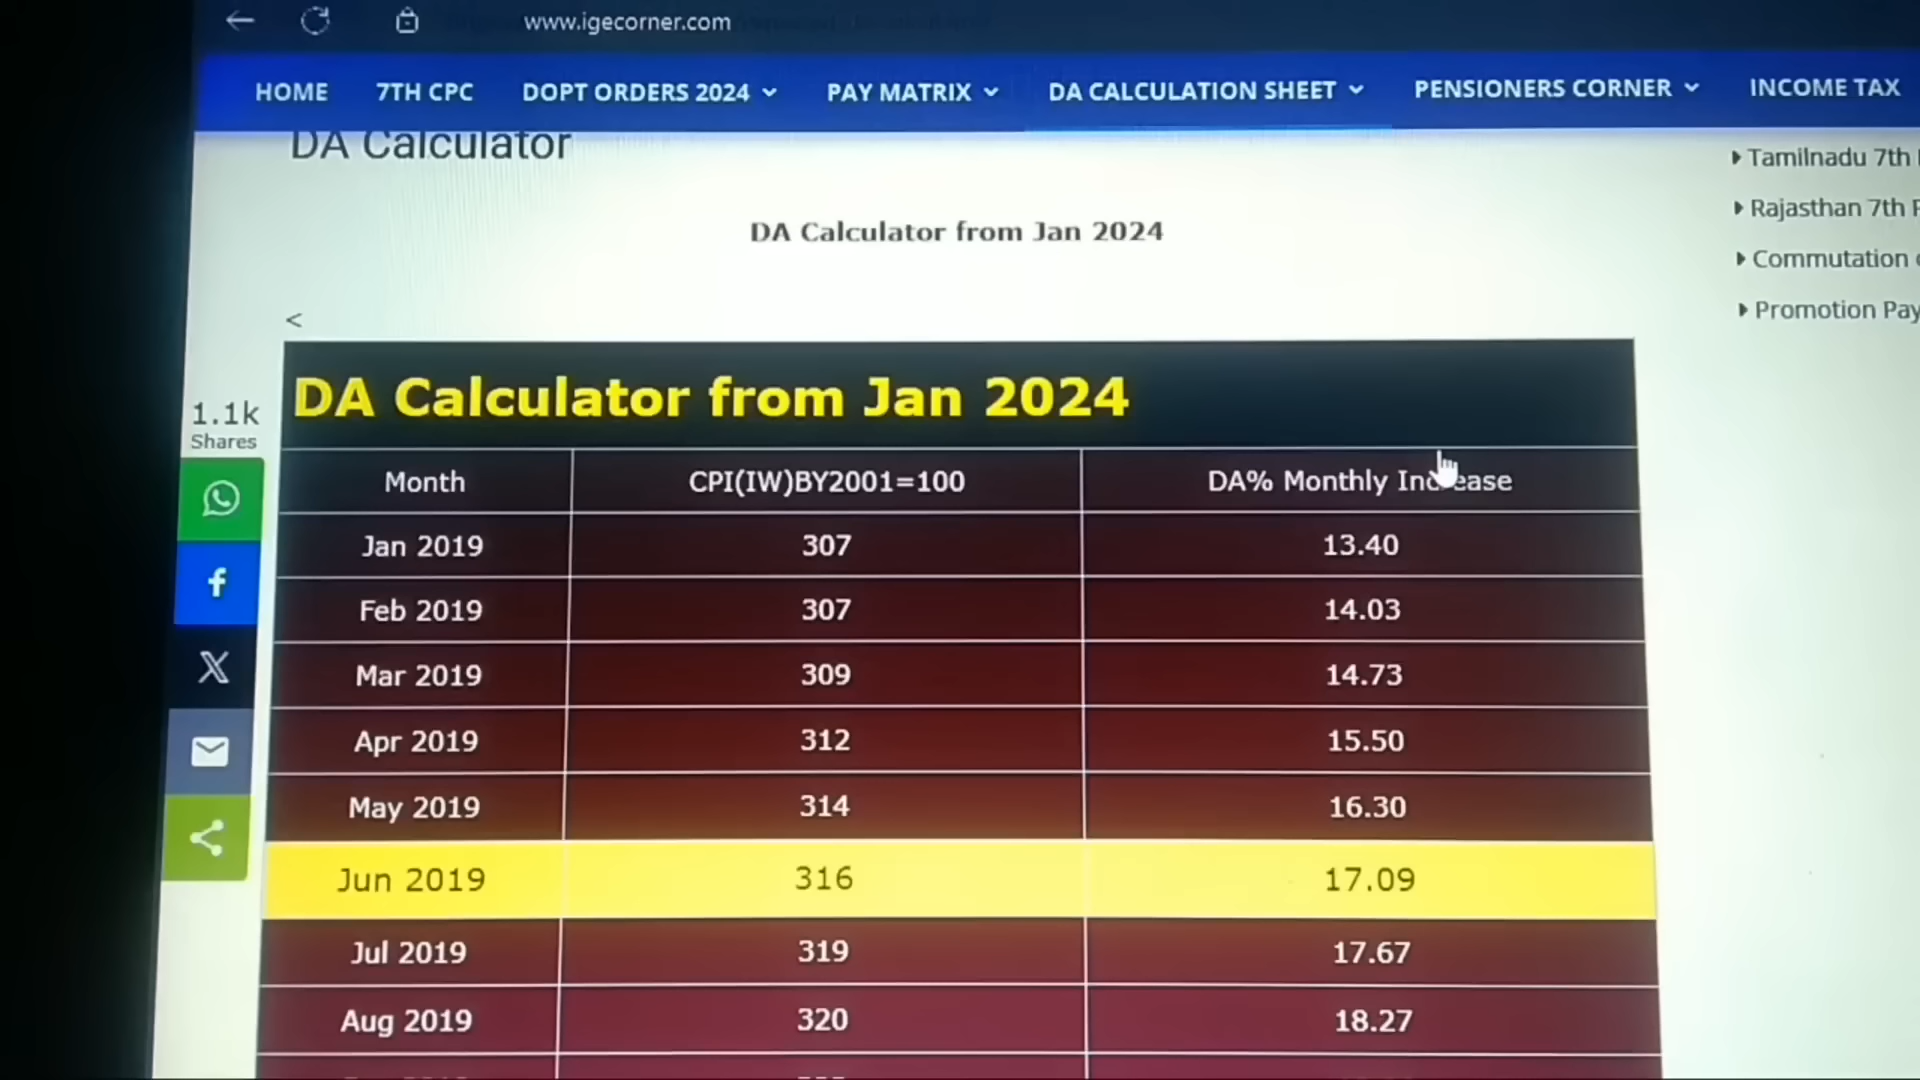 www.igecorner.com
HOME 7TH CPC DOPT ORDERS 2024 PAY MATRIX DA CALCULATION SHEET PENSIONERS CORNER INCOME TAX
DA Calculator
Tamilnadu 7th
Rajasthan 7th
Commutation
Promotion Pay
DA Calculator from Jan 2024
<
1.1k
Shares
DA Calculator from Jan 2024
Month CPI(IW)BY2001=100 DA% Monthly Increase
Jan 2019 307 13.40
Feb 2019 307 14.03
Mar 2019 309 14.73
Apr 2019 312 15.50
May 2019 314 16.30
Jun 2019 316 17.09
Jul 2019 319 17.67
Aug 2019 320 18.27